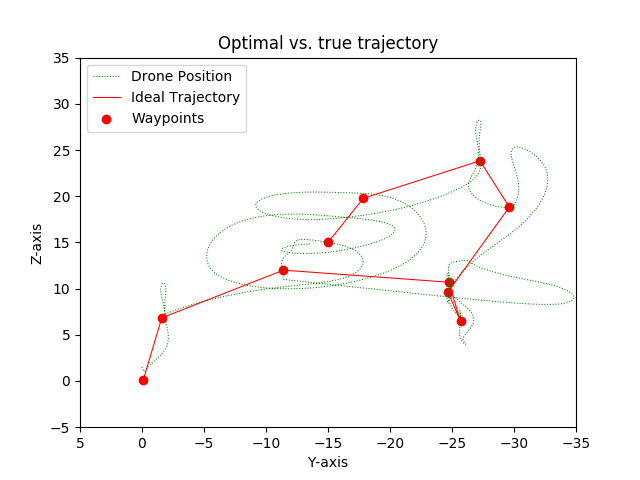 Optimal vs. true trajectory
35
30
25
20
15
10
5
0
−5
Z-axis
Drone Position
Ideal Trajectory
Waypoints
5 0 −5 −10 −15 −20 −25 −30 −35
Y-axis